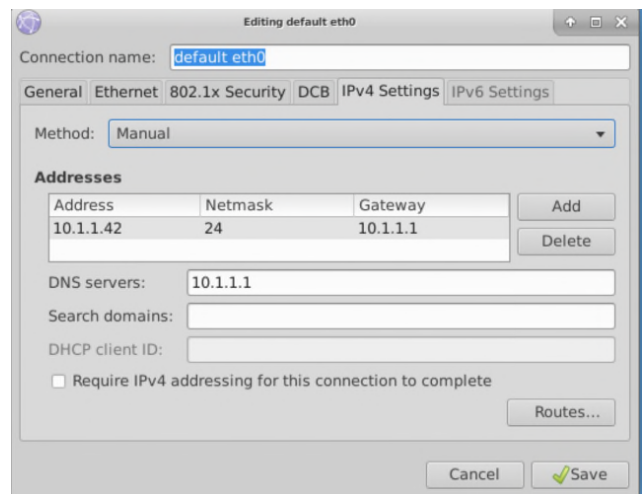 Editing default eth0
Connection name: default eth0
General Ethernet 802.1x Security DCB IPv4 Settings IPv6 Settings
Method: Manual
Addresses
Address Netmask Gateway Add
10.1.1.42 24 10.1.1.1
Delete
DNS servers: 10.1.1.1
Search domains:
DHCP client ID:
Require IPv4 addressing for this connection to complete
Routes...
Cancel Save